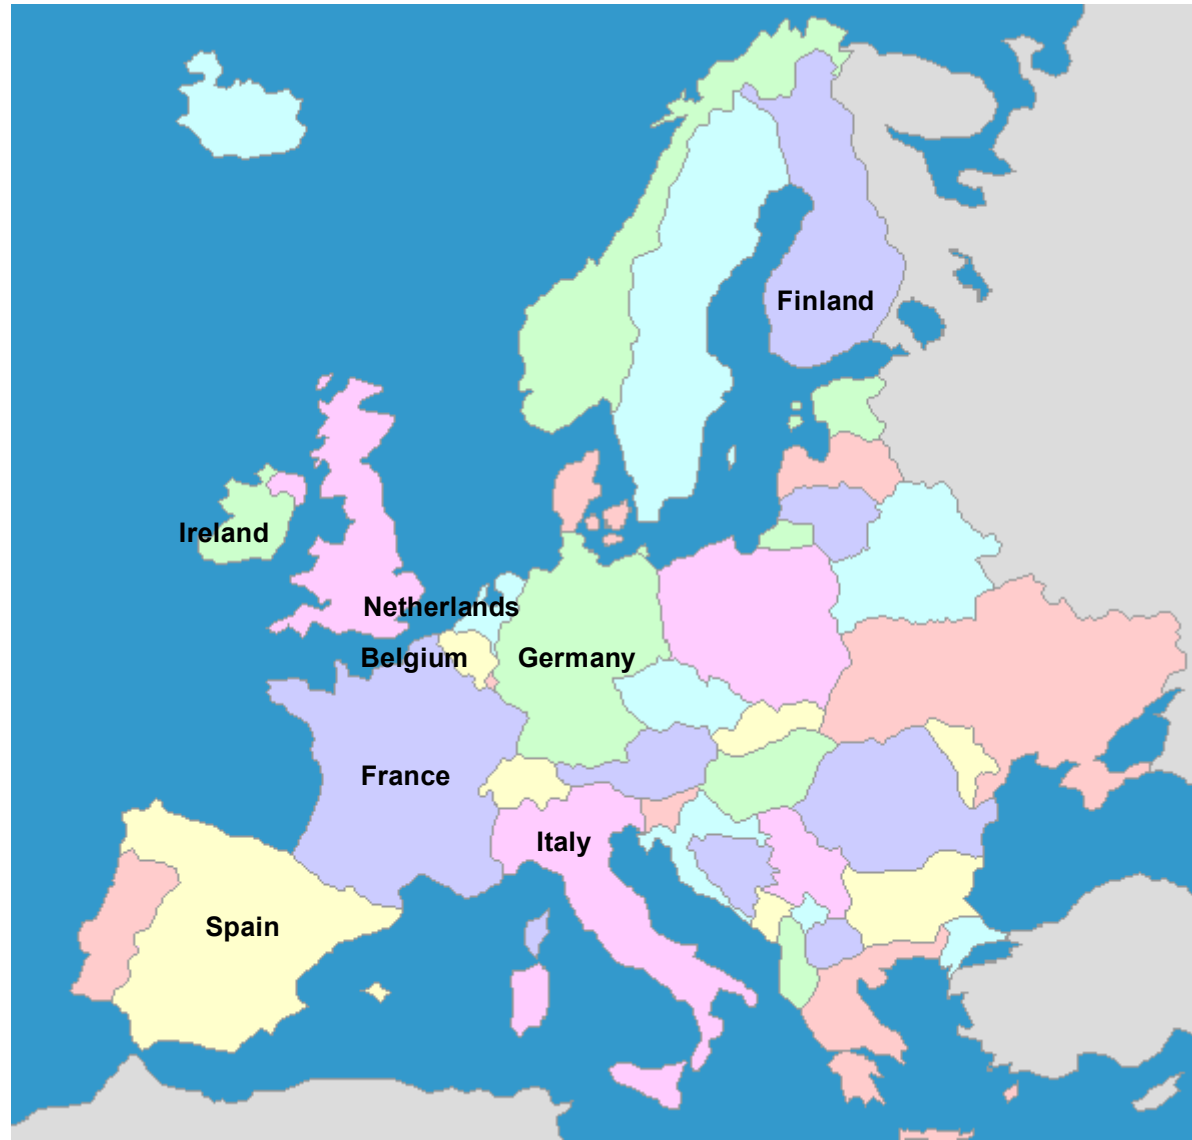 Finland
Ireland
Netherlands
Belgium
Germany
France
Italy
Spain